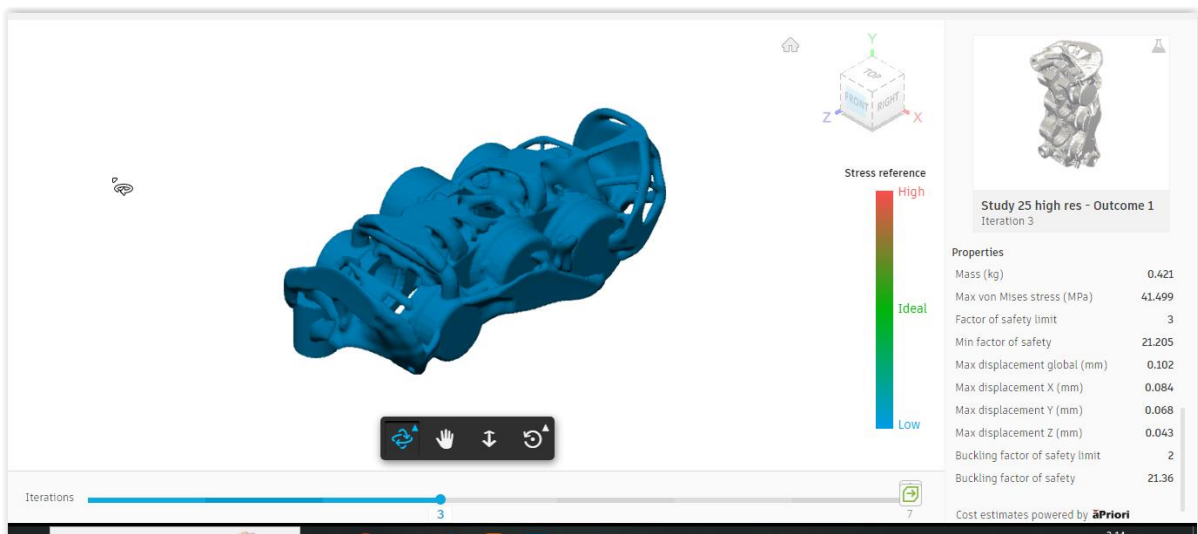 Y
TOP
FRONT
RIGHT
Z
X
Stress reference
High
Ideal
Low
Iterations
3
7
Study 25 high res - Outcome 1
Iteration 3
Properties
Mass (kg) 0.421
Max von Mises stress (MPa) 41.499
Factor of safety limit 3
Min factor of safety 21.205
Max displacement global (mm) 0.102
Max displacement X (mm) 0.084
Max displacement Y (mm) 0.068
Max displacement Z (mm) 0.043
Buckling factor of safety limit 2
Buckling factor of safety 21.36
Cost estimates powered by aPriori